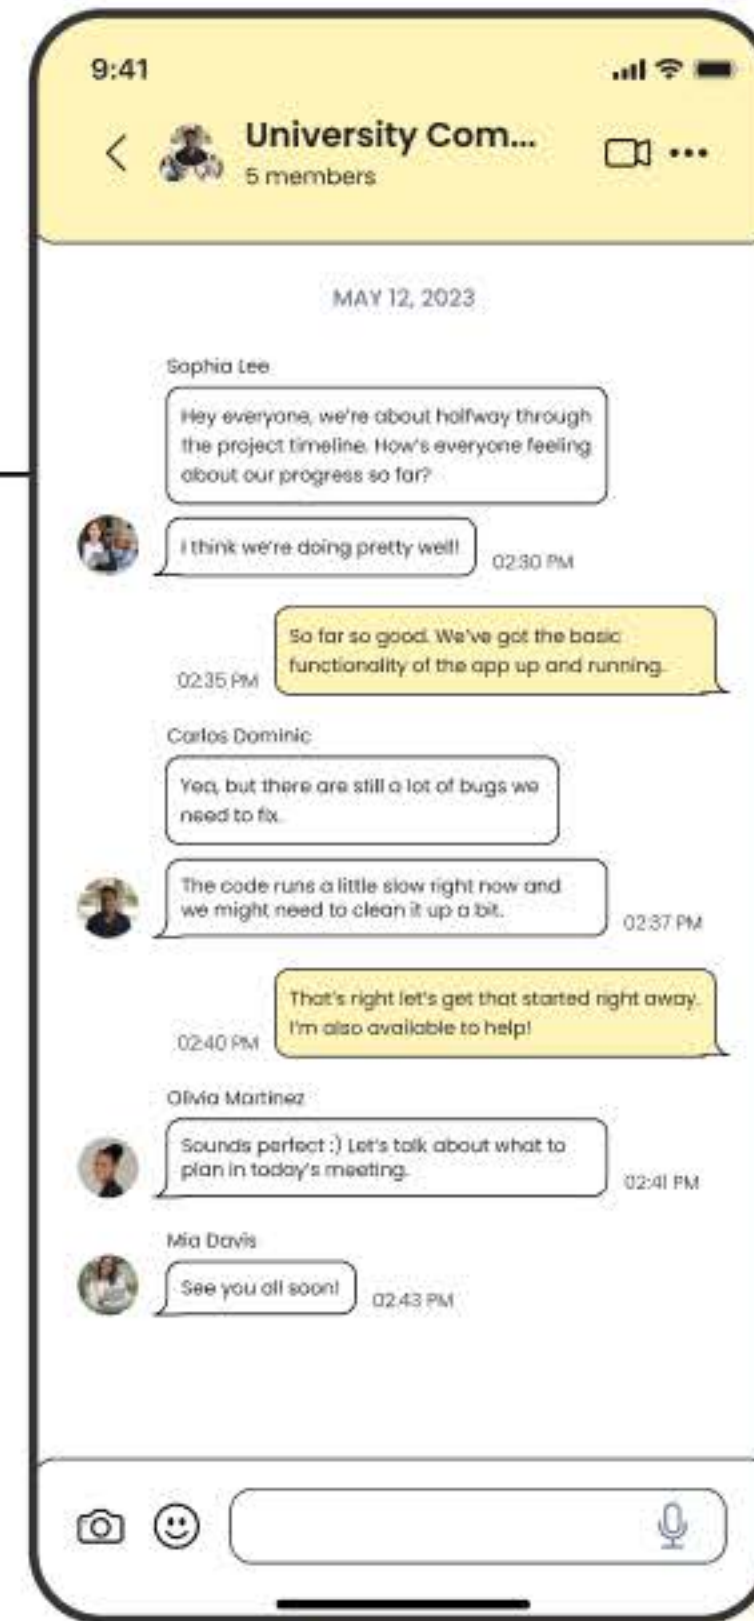 9:41
University Com...
5 members
MAY 12, 2023
Sophia Lee
Hey everyone, we're about halfway through
the project timeline. How's everyone feeling
about our progress so far?
I think we're doing pretty well!
02:30 PM
So far so good. We've got the basic
functionality of the app up and running.
02:35 PM
Carlos Dominic
Yea, but there are still a lot of bugs we
need to fix.
The code runs a little slow right now and
we might need to clean it up a bit.
02:37 PM
That's right let's get that started right away.
I'm also available to help!
02:40 PM
Olivia Martinez
Sounds perfect :) Let's talk about what to
plan in today's meeting.
02:41 PM
Mia Davis
See you all soon!
02:43 PM